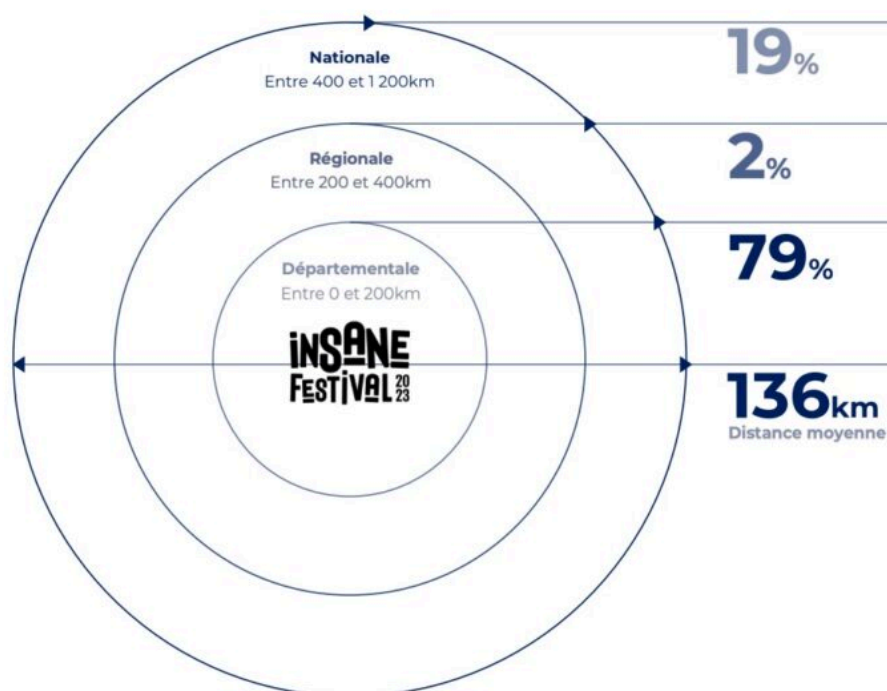 Nationale
Entre 400 et 1 200km
19%
Régionale
Entre 200 et 400km
2%
Départementale
Entre 0 et 200km
79%
INSANE
FESTIVAL 2023
136km
Distance moyenne